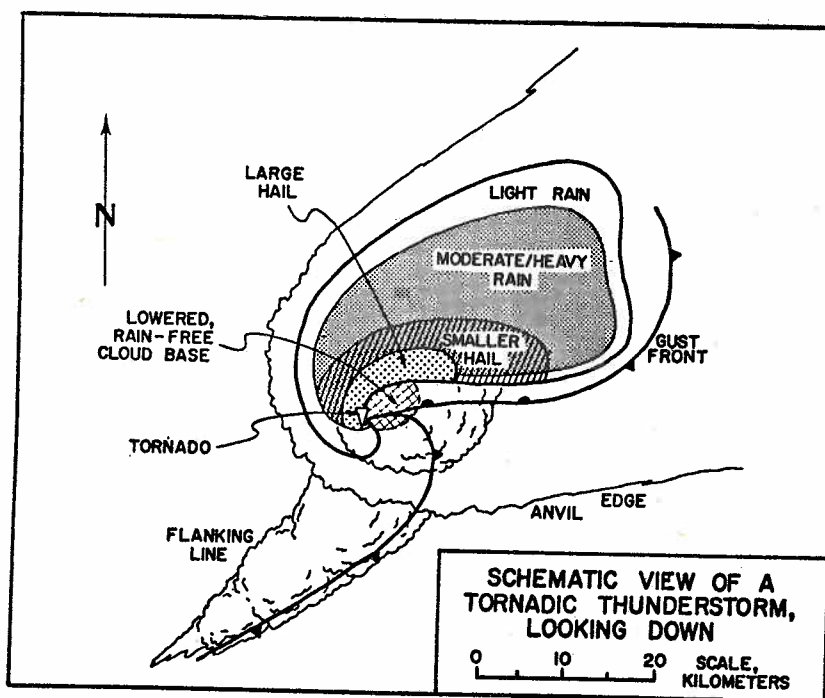 LARGE
HAIL
N
LIGHT RAIN
MODERATE/HEAVY
RAIN
LOWERED,
RAIN-FREE
CLOUD BASE
SMALLER
HAIL
GUST
FRONT
TORNADO
FLANKING
LINE
ANVIL EDGE
SCHEMATIC VIEW OF A
TORNADIC THUNDERSTORM,
LOOKING DOWN
0 10 20 SCALE,
KILOMETERS